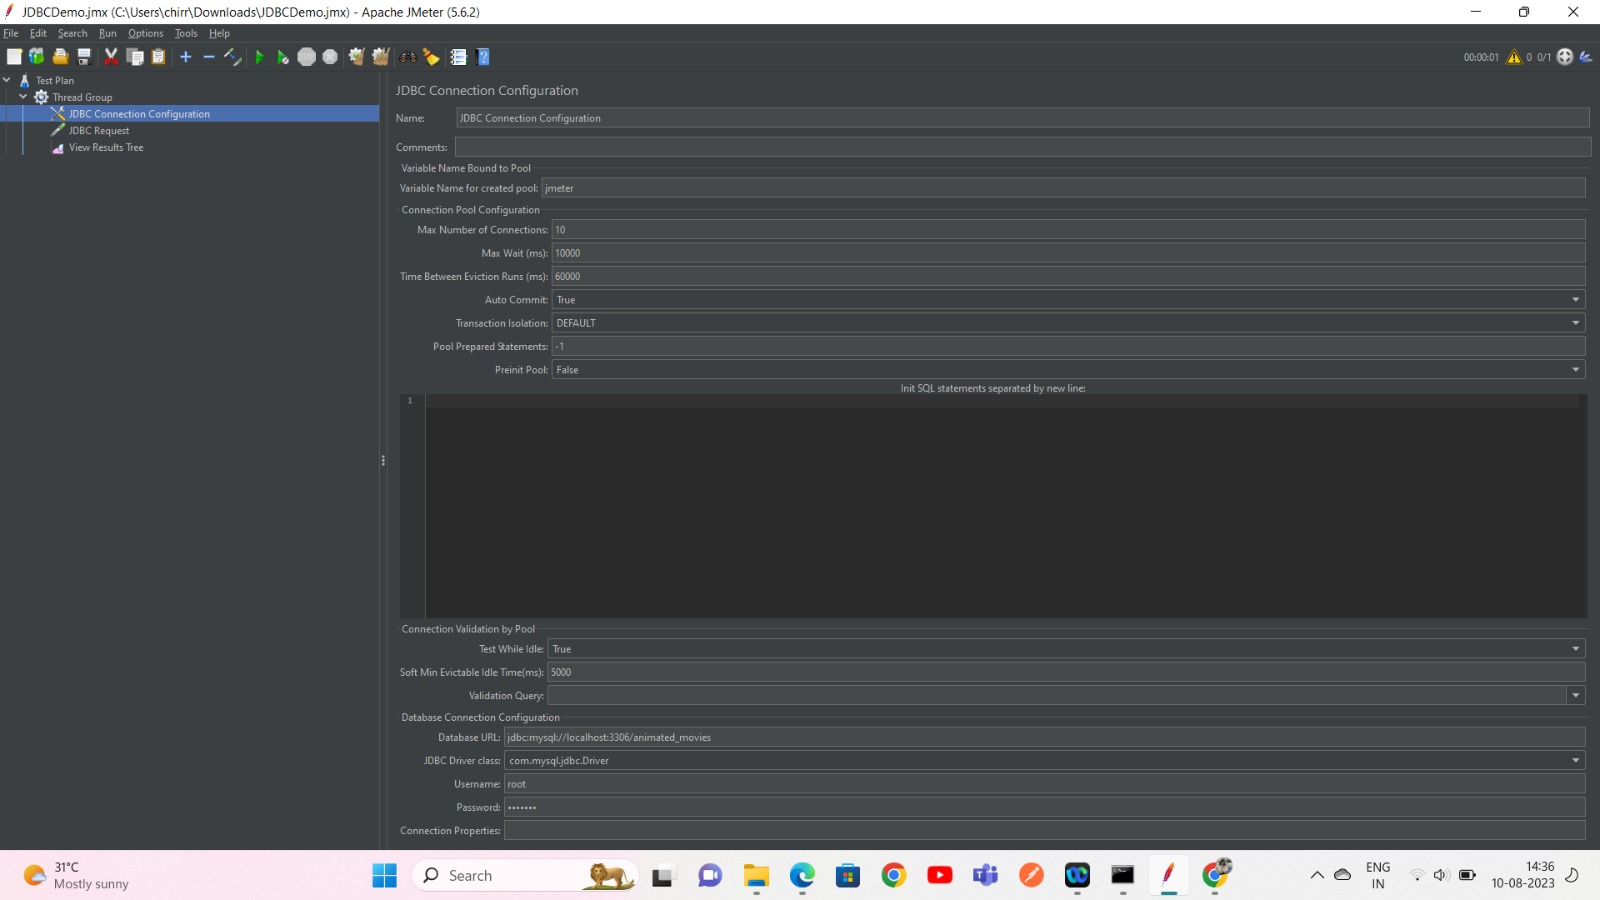 JDBCDemo.jmx (C:\Users\chirr\Downloads\JDBCDemo.jmx) - Apache JMeter (5.6.2)
File Edit Search Run Options Tools Help
00:00:01 0 0/1
Test Plan
Thread Group
JDBC Connection Configuration
JDBC Request
View Results Tree
JDBC Connection Configuration
Name: JDBC Connection Configuration
Comments:
Variable Name Bound to Pool
Variable Name for created pool: jmeter
Connection Pool Configuration
Max Number of Connections: 10
Max Wait (ms): 10000
Time Between Eviction Runs (ms): 60000
Auto Commit: True
Transaction Isolation: DEFAULT
Pool Prepared Statements: -1
Preinit Pool: False
Init SQL statements separated by new line:
1
Connection Validation by Pool
Test While Idle: True
Soft Min Evictable Idle Time(ms): 5000
Validation Query:
Database Connection Configuration
Database URL: jdbc:mysql://localhost:3306/animated_movies
JDBC Driver class: com.mysql.jdbc.Driver
Username: root
Password: •••••••
Connection Properties:
31°C
Mostly sunny
Search
ENG
IN
14:36
10-08-2023